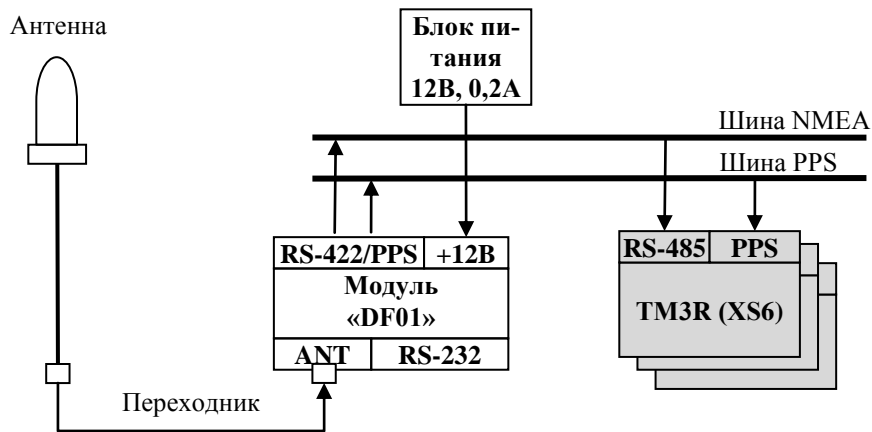 Антенна
Блок пи-
тания
12В, 0,2А
Шина NMEA
Шина PPS
RS-422/PPS +12В
Модуль
«DF01»
ANT RS-232
RS-485 PPS
TM3R (XS6)
Переходник